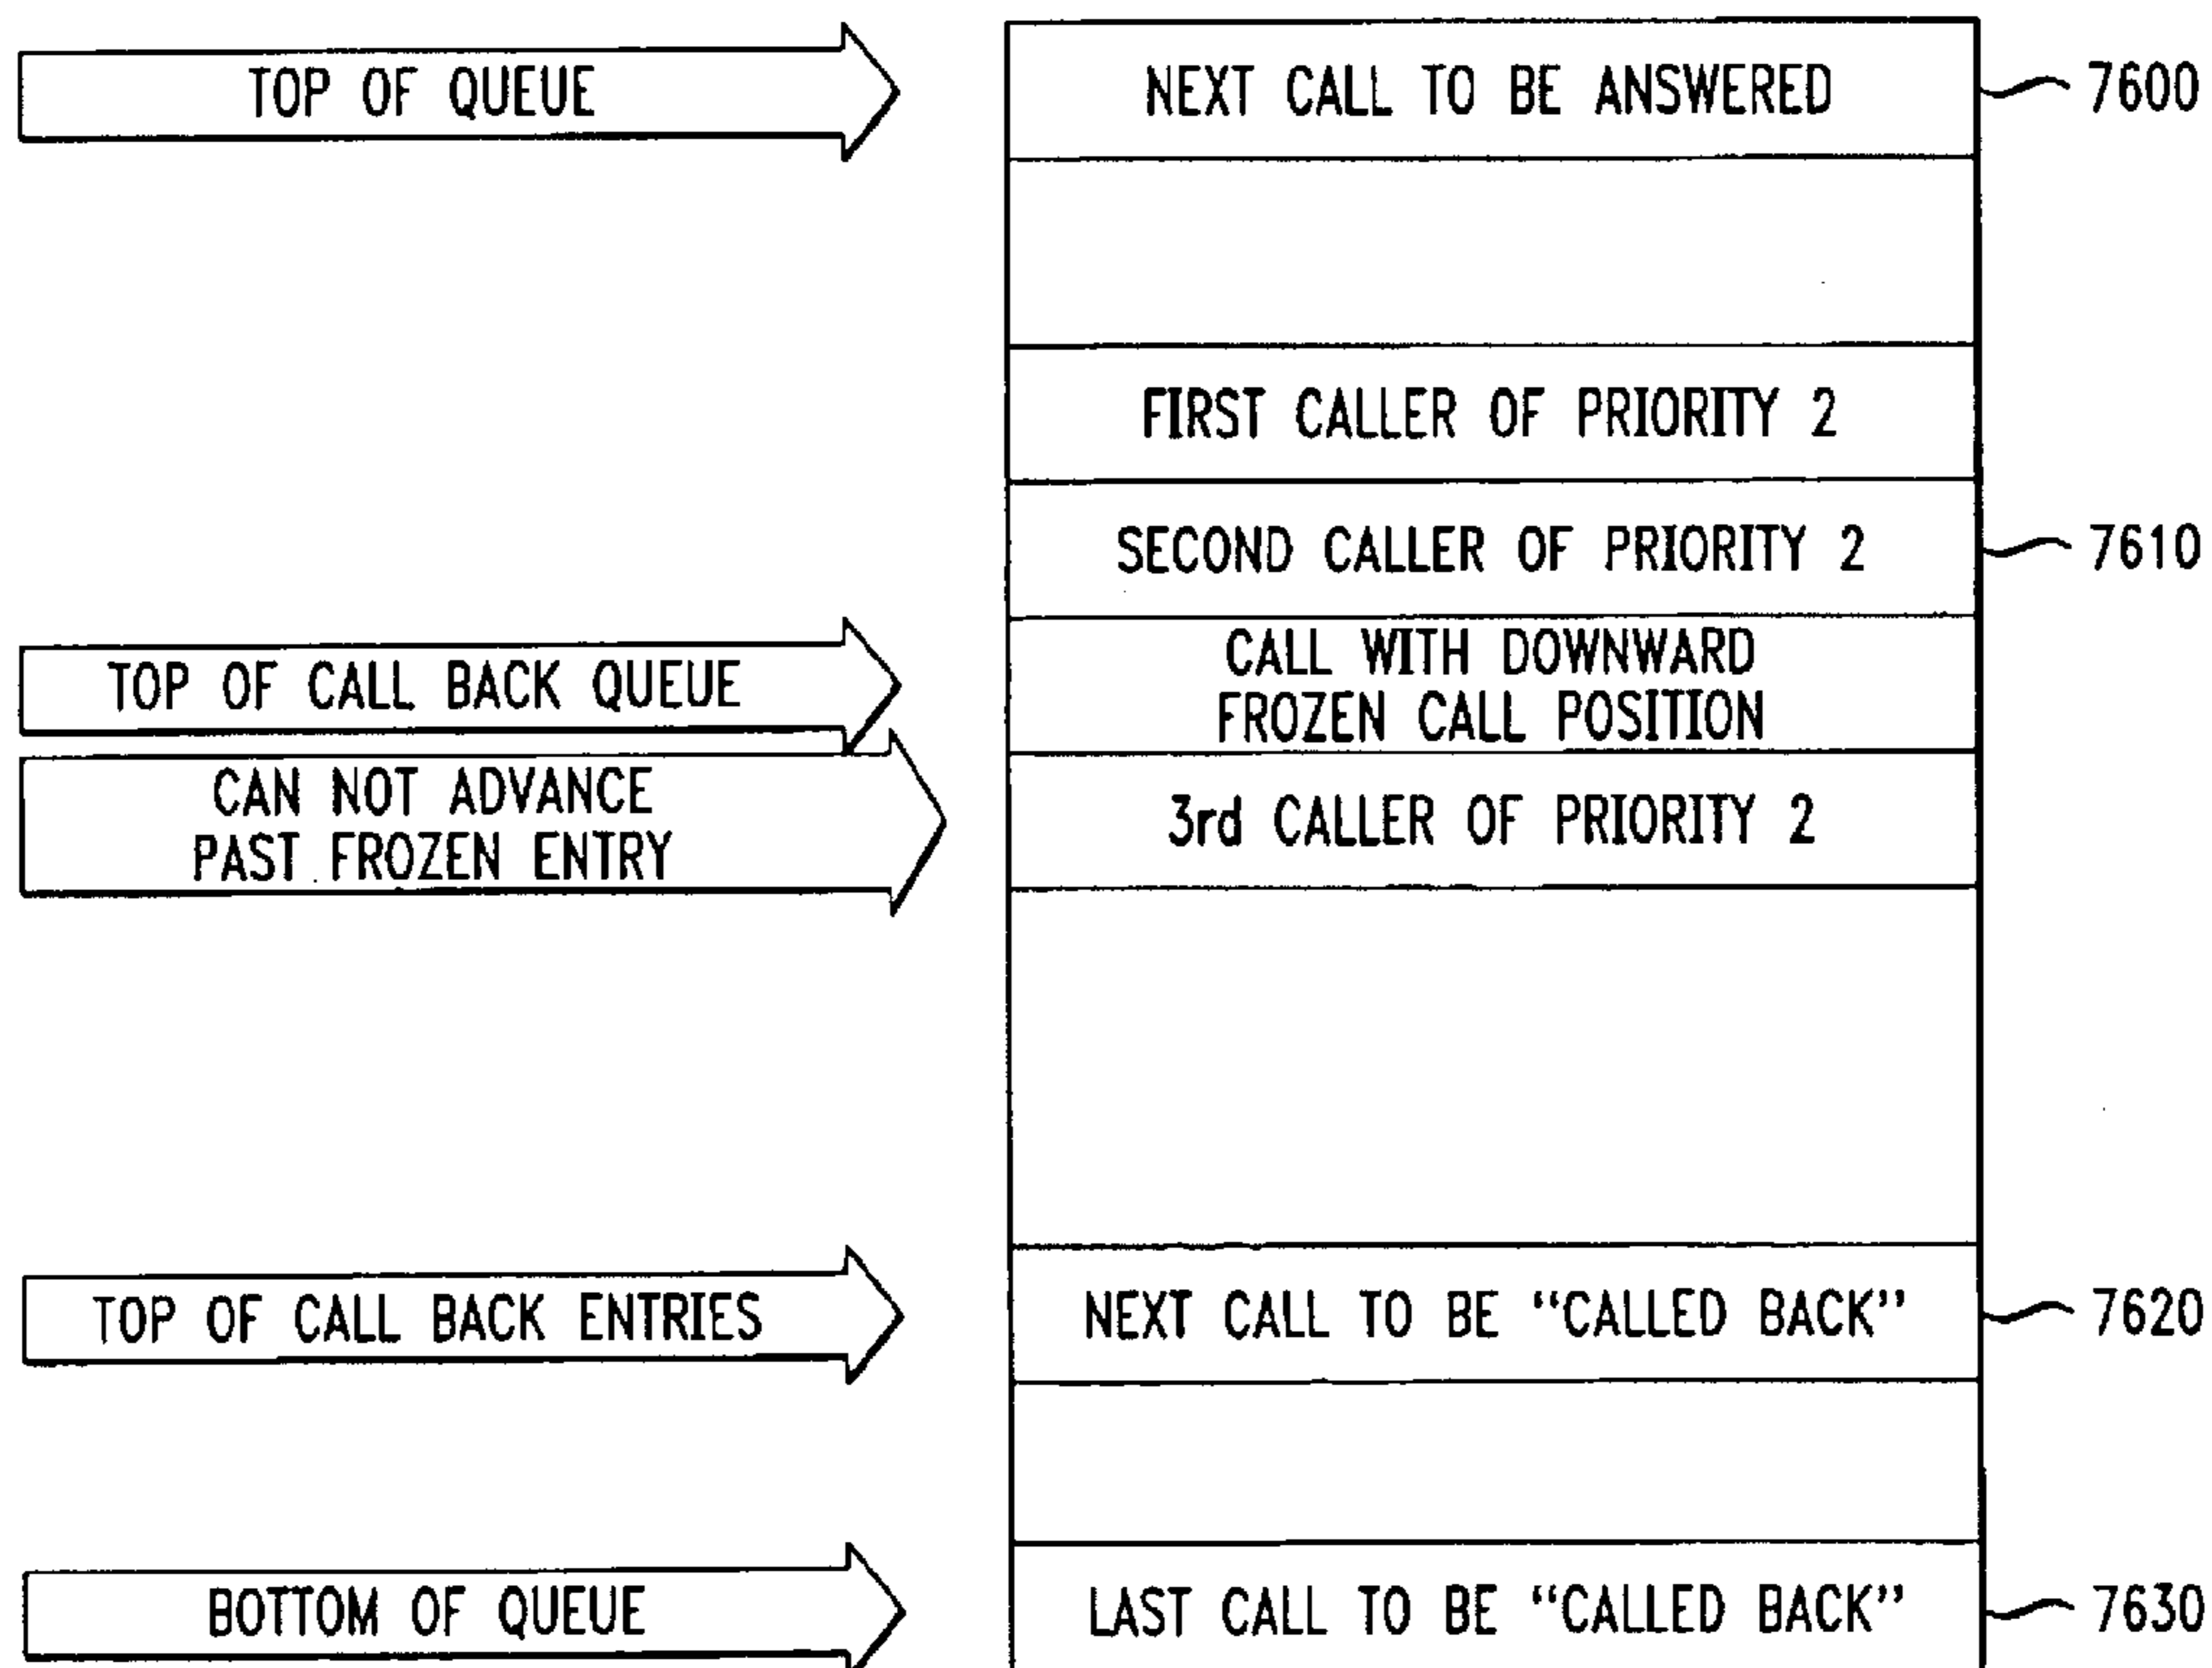 TOP OF QUEUE
NEXT CALL TO BE ANSWERED
7600
FIRST CALLER OF PRIORITY 2
SECOND CALLER OF PRIORITY 2
7610
TOP OF CALL BACK QUEUE
CALL WITH DOWNWARD
FROZEN CALL POSITION
CAN NOT ADVANCE
PAST FROZEN ENTRY
3rd CALLER OF PRIORITY 2
TOP OF CALL BACK ENTRIES
NEXT CALL TO BE "CALLED BACK"
7620
BOTTOM OF QUEUE
LAST CALL TO BE "CALLED BACK"
7630